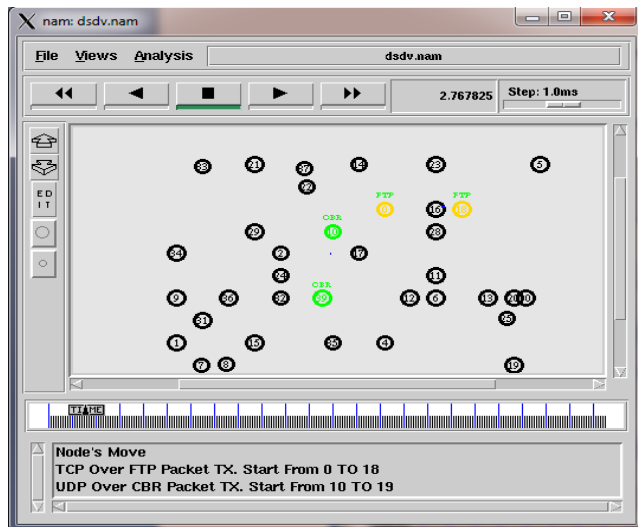 nam: dsdv.nam
File Views Analysis dsdv.nam
2.767825 Step: 1.0ms
ED
IT
33 21 37 14 23 5
22
FTP FTP
0 16 18
CBR
29 10 28
34 2 17
24 11
CBR
9 36 32 39 12 6 13 20 30
31
1 15 4
7 8 19
TIME
Node's Move
TCP Over FTP Packet TX. Start From 0 TO 18
UDP Over CBR Packet TX. Start From 10 TO 19